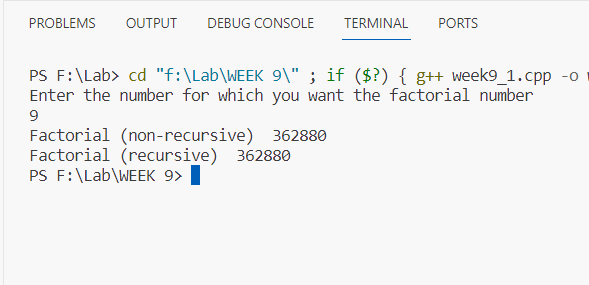 PROBLEMS OUTPUT DEBUG CONSOLE TERMINAL PORTS
PS F:\Lab> cd "f:\Lab\WEEK 9\" ; if ($?) { g++ week9_1.cpp -o
Enter the number for which you want the factorial number
9
Factorial (non-recursive)  362880
Factorial (recursive)  362880
PS F:\Lab\WEEK 9>